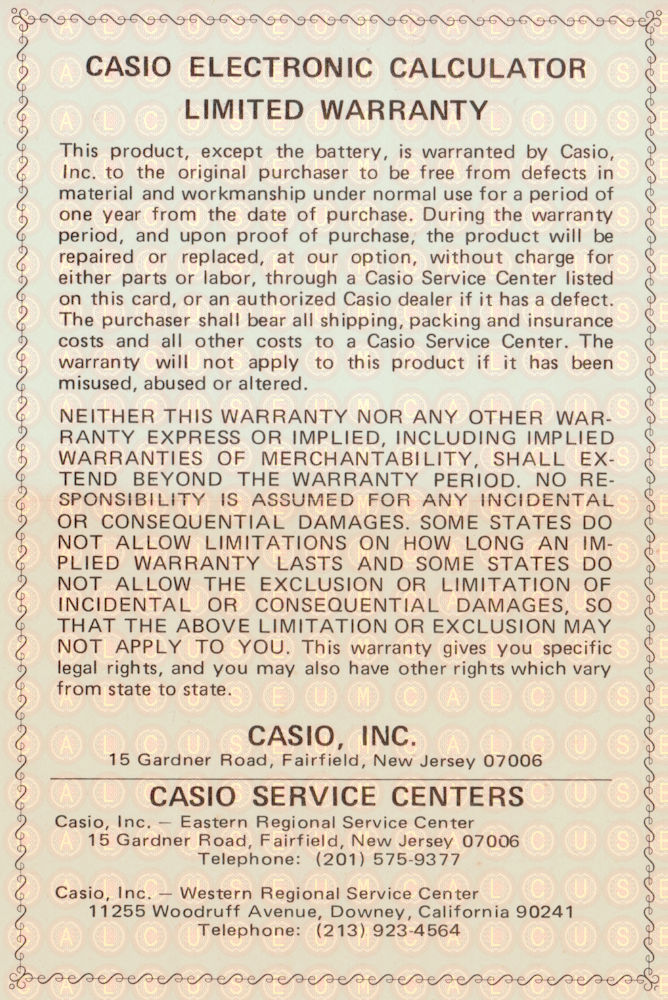 CASIO ELECTRONIC CALCULATOR
LIMITED WARRANTY
This product, except the battery, is warranted by Casio,
Inc. to the original purchaser to be free from defects in
material and workmanship under normal use for a period of
one year from the date of purchase. During the warranty
period, and upon proof of purchase, the product will be
repaired or replaced, at our option, without charge for
either parts or labor, through a Casio Service Center listed
on this card, or an authorized Casio dealer if it has a defect.
The purchaser shall bear all shipping, packing and insurance
costs and all other costs to a Casio Service Center. The
warranty will not apply to this product if it has been
misused, abused or altered.
NEITHER THIS WARRANTY NOR ANY OTHER WAR-
RANTY EXPRESS OR IMPLIED, INCLUDING IMPLIED
WARRANTIES OF MERCHANTABILITY, SHALL EX-
TEND BEYOND THE WARRANTY PERIOD. NO RE-
SPONSIBILITY IS ASSUMED FOR ANY INCIDENTAL
OR CONSEQUENTIAL DAMAGES. SOME STATES DO
NOT ALLOW LIMITATIONS ON HOW LONG AN IM-
PLIED WARRANTY LASTS AND SOME STATES DO
NOT ALLOW THE EXCLUSION OR LIMITATION OF
INCIDENTAL OR CONSEQUENTIAL DAMAGES, SO
THAT THE ABOVE LIMITATION OR EXCLUSION MAY
NOT APPLY TO YOU. This warranty gives you specific
legal rights, and you may also have other rights which vary
from state to state.
CASIO, INC.
15 Gardner Road, Fairfield, New Jersey 07006
CASIO SERVICE CENTERS
Casio, Inc. — Eastern Regional Service Center
15 Gardner Road, Fairfield, New Jersey 07006
Telephone: (201) 575-9377
Casio, Inc. — Western Regional Service Center
11255 Woodruff Avenue, Downey, California 90241
Telephone: (213) 923-4564